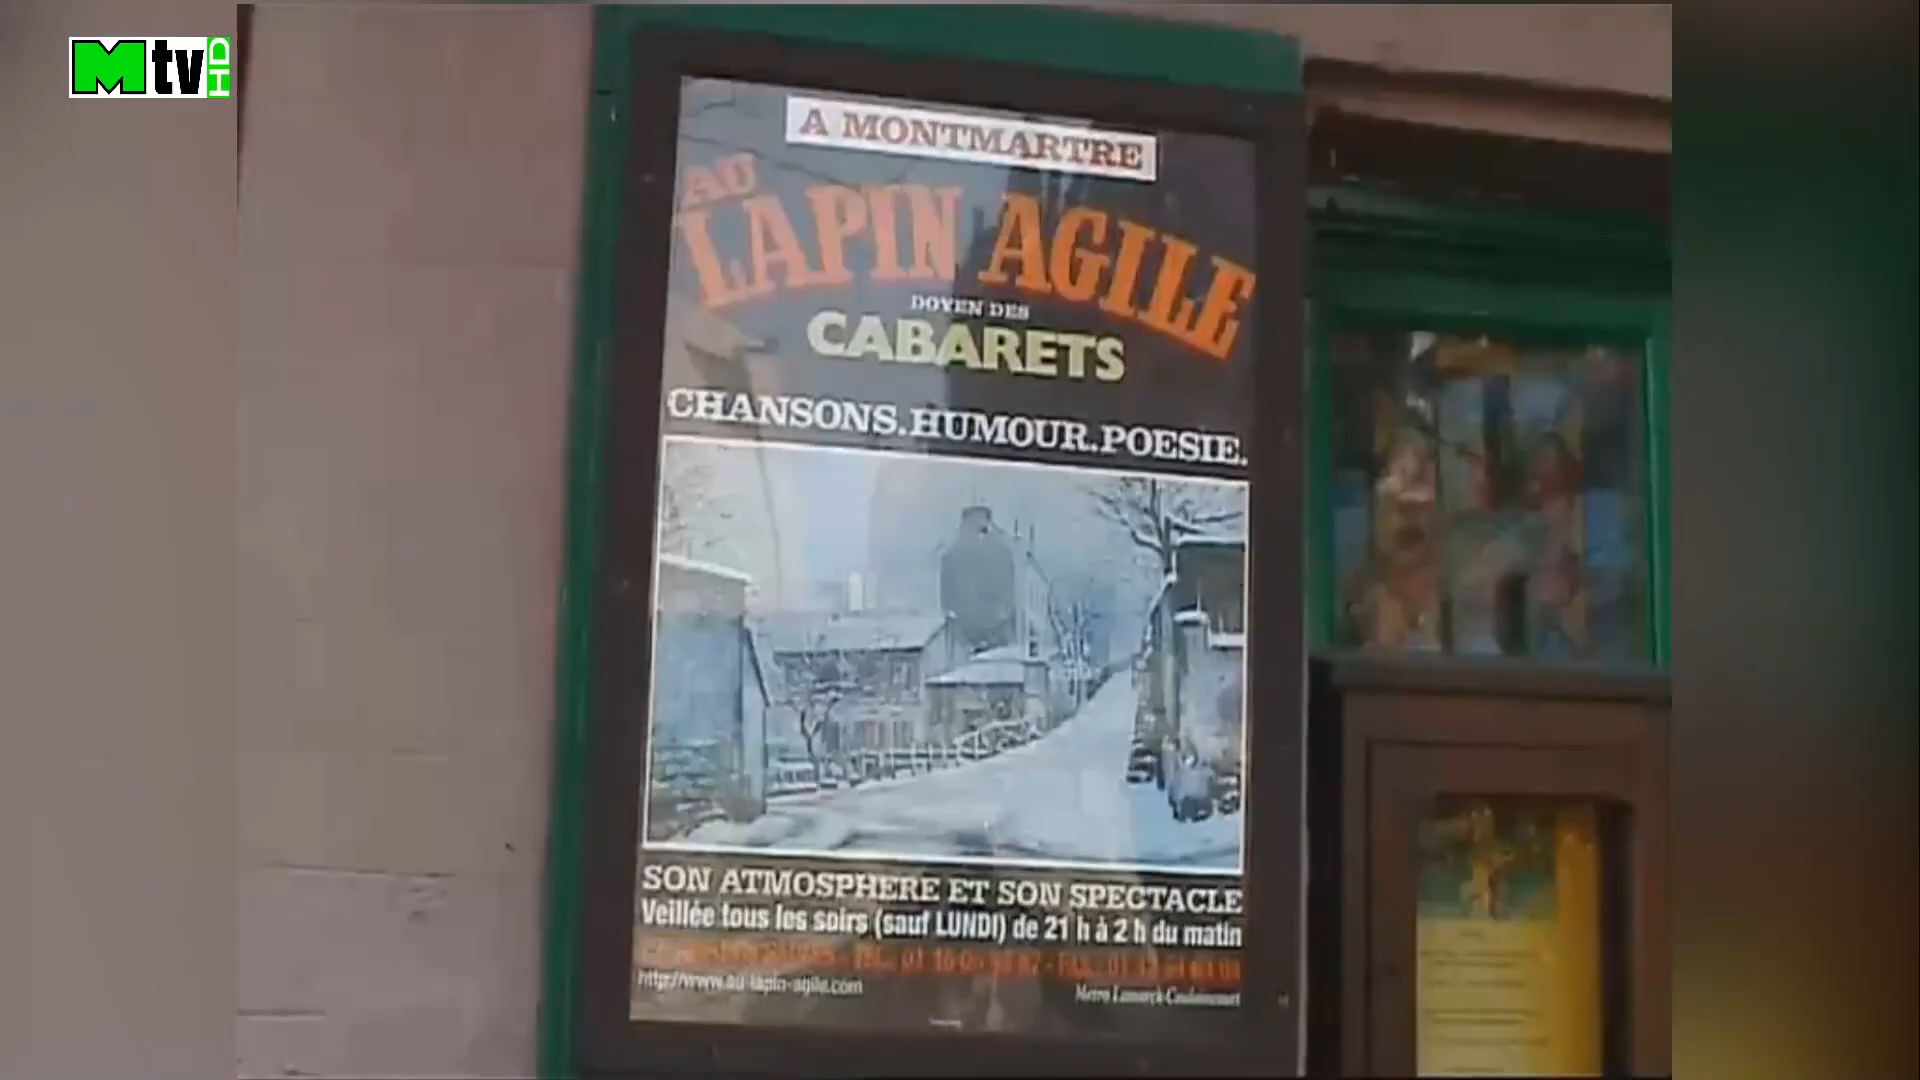 Mtv HD
A MONTMARTRE
AU
LAPIN AGILE
DOYEN DES
CABARETS
CHANSONS.HUMOUR.POESIE.
SON ATMOSPHERE ET SON SPECTACLE
Veillée tous les soirs (sauf LUNDI) de 21 h à 2 h du matin
http://www.au-lapin-agile.com
Metro Lamarck-Caulaincourt